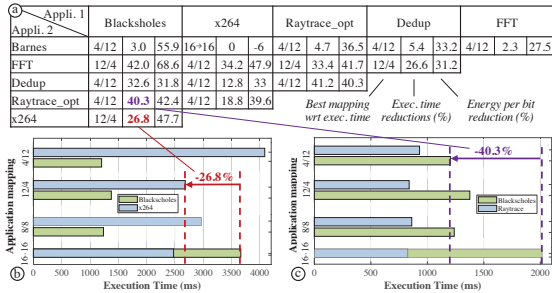 a Appli. 1
Appli. 2 Blacksholes x264 Raytrace_opt Dedup FFT
Barnes 4/12 3.0 55.9 16→16 0 -6 4/12 4.7 36.5 4/12 5.4 33.2 4/12 2.3 27.5
FFT 12/4 42.0 68.6 4/12 34.2 47.9 12/4 33.4 41.7 12/4 26.6 31.2
Dedup 4/12 32.6 31.8 4/12 12.8 33 4/12 41.2 40.3
Raytrace_opt 4/12 40.3 42.4 4/12 18.8 39.6
x264 12/4 26.8 47.7
Best mapping wrt exec. time
Exec. time reductions (%)
Energy per bit reduction (%)
b
Application mapping
4/12
12/4
8/8
16-16
-26.8%
Blackscholes
x264
0 500 1000 1500 2000 2500 3000 3500 4000
Execution Time (ms)
c
Application mapping
4/12
12/4
8/8
16-16
-40.3%
Blackscholes
Raytrace
0 500 1000 1500 2000
Execution Time (ms)